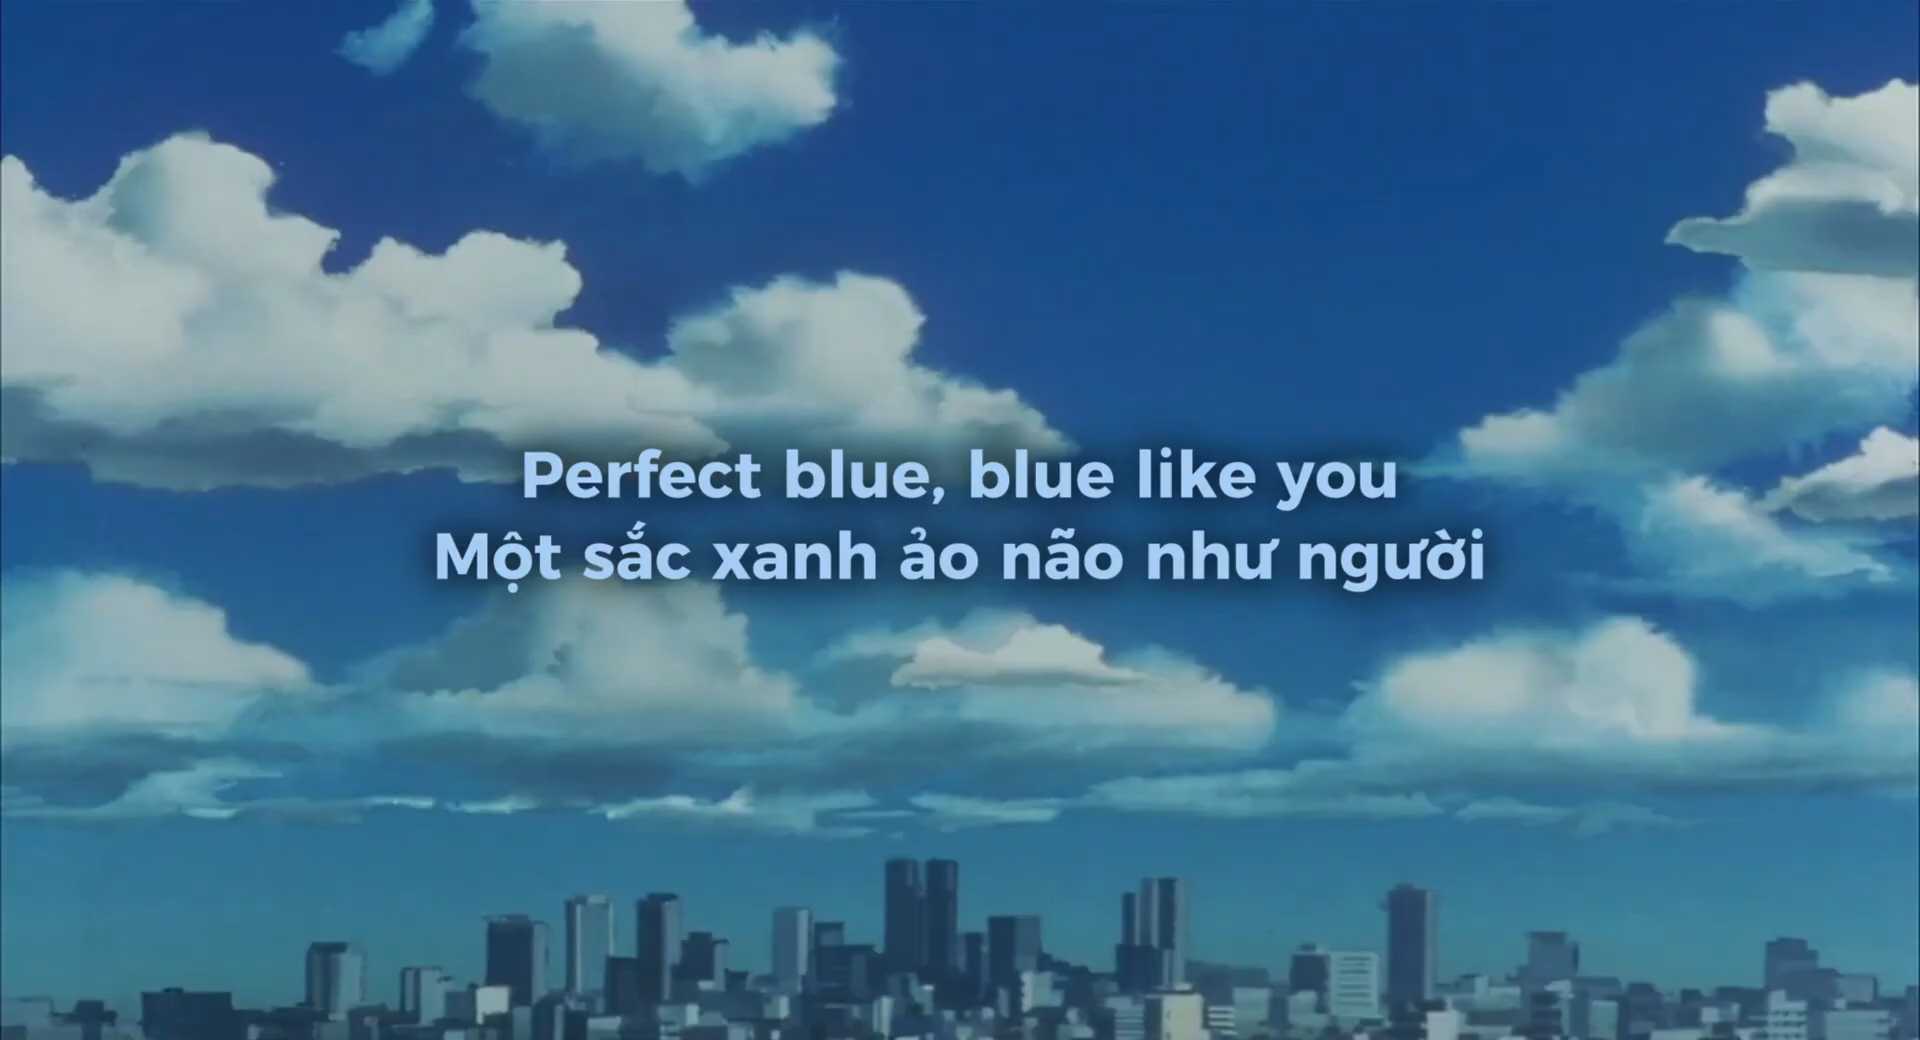 Perfect blue, blue like you
Một sắc xanh ảo não như người